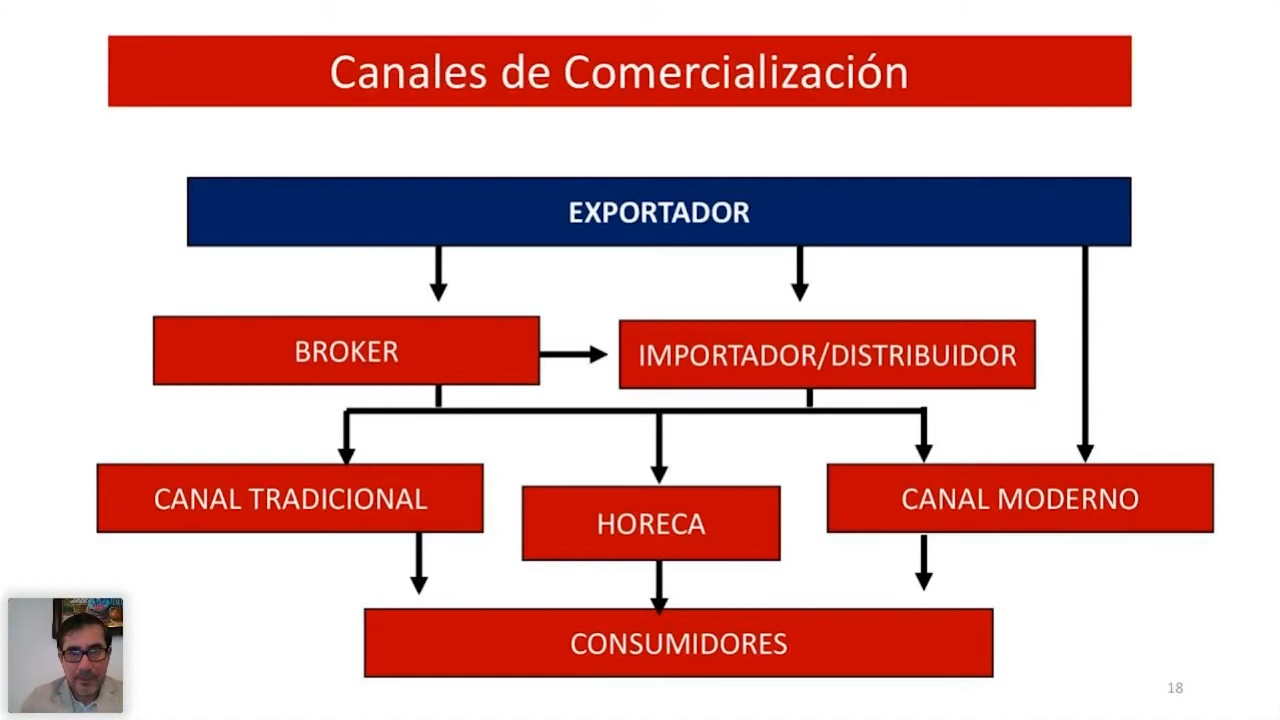 Canales de Comercialización
EXPORTADOR
BROKER
IMPORTADOR/DISTRIBUIDOR
CANAL TRADICIONAL
HORECA
CANAL MODERNO
CONSUMIDORES
18